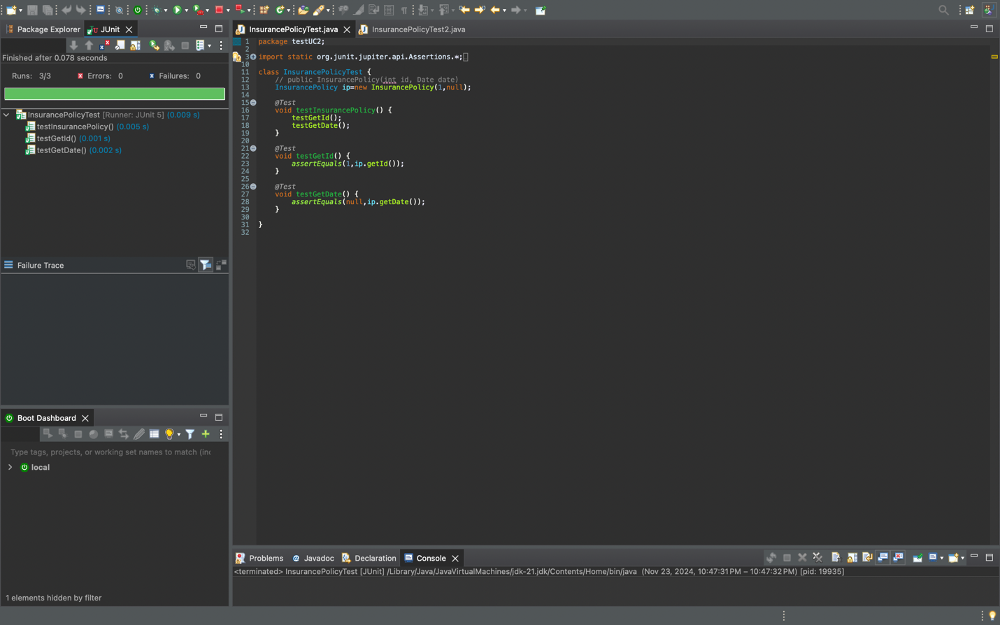 Package Explorer
JUnit
Finished after 0.078 seconds
Runs: 3/3
Errors: 0
Failures: 0
InsurancePolicyTest [Runner: JUnit 5] (0.009 s)
testInsurancePolicy() (0.005 s)
testGetId() (0.001 s)
testGetDate() (0.002 s)
Failure Trace
Boot Dashboard
Type tags, projects, or working set names to match (inc
local
1 elements hidden by filter
InsurancePolicyTest.java
InsurancePolicyTest2.java
1 package testUC2;
2
3 import static org.junit.jupiter.api.Assertions.*;
10
11 class InsurancePolicyTest {
12 // public InsurancePolicy(int id, Date date)
13 InsurancePolicy ip=new InsurancePolicy(1,null);
14
15 @Test
16 void testInsurancePolicy() {
17 testGetId();
18 testGetDate();
19 }
20
21 @Test
22 void testGetId() {
23 assertEquals(1,ip.getId());
24 }
25
26 @Test
27 void testGetDate() {
28 assertEquals(null,ip.getDate());
29 }
30
31 }
32
Problems
Javadoc
Declaration
Console
<terminated> InsurancePolicyTest [JUnit] /Library/Java/JavaVirtualMachines/jdk-21.jdk/Contents/Home/bin/java (Nov 23, 2024, 10:47:31 PM – 10:47:32 PM) [pid: 19935]